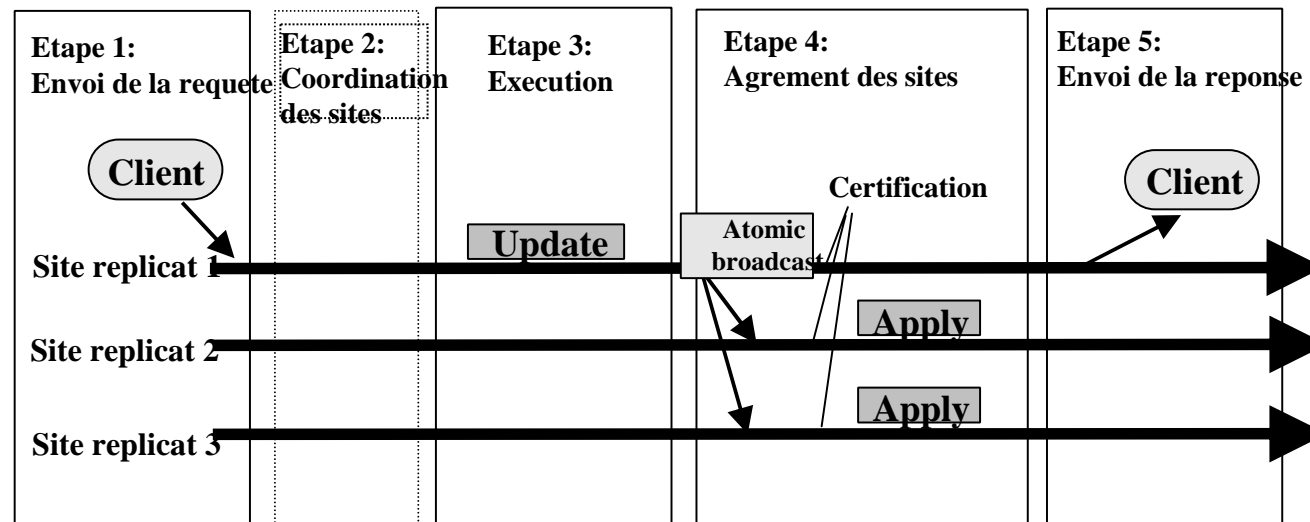 Etape 1:
Envoi de la requete
Etape 2:
Coordination
des sites
Etape 3:
Execution
Etape 4:
Agrement des sites
Etape 5:
Envoi de la reponse
Client
Certification
Client
Update
Atomic
broadcast
Site replicat 1
Apply
Site replicat 2
Apply
Site replicat 3